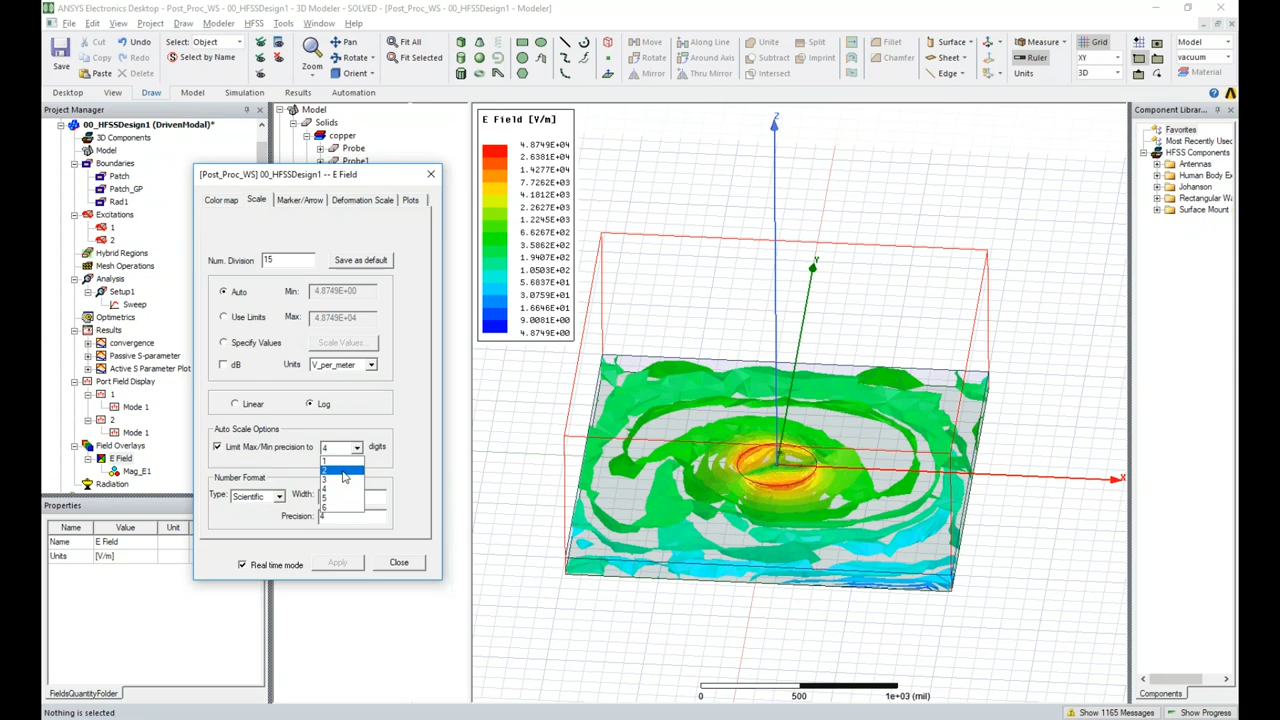 ANSYS Electronics Desktop - Post_Proc_WS - 00_HFSSDesign1 - 3D Modeler - SOLVED - [Post_Proc_WS - 00_HFSSDesign1 - Modeler]
File Edit View Project Draw Modeler HFSS Tools Window Help
Save Cut Copy Paste Undo Redo Delete Select: Object Select by Name Zoom Pan Rotate Orient Fit All Fit Selected
Move Rotate Mirror Along Line Around Axis Thru Mirror Unite Subtract Intersect Split Imprint Fillet Chamfer Surface Sheet Edge Measure Ruler Units Grid XY 3D Model vacuum Material
Desktop View Draw Model Simulation Results Automation
Project Manager
00_HFSSDesign1 (DrivenModal)*
3D Components
Model
Boundaries
Patch
Patch_GP
Rad1
Excitations
1
2
Hybrid Regions
Mesh Operations
Analysis
Setup1
Sweep
Optimetrics
Results
convergence
Passive S-parameter
Active S-Parameter Plot
Port Field Display
1
Mode 1
2
Mode 1
Field Overlays
E Field
Mag_E1
Radiation
Properties
Name Value Unit
Name E Field
Units [V/m]
FieldsQuantityFolder
Nothing is selected
Model
Solids
copper
Probe
Probe1
[Post_Proc_WS] 00_HFSSDesign1 -- E Field
Color map Scale Marker/Arrow Deformation Scale Plots
Num. Division 15 Save as default
Auto Min: 4.8749E+00
Use Limits Max: 4.8749E+04
Specify Values Scale Values...
dB Units V_per_meter
Linear Log
Auto Scale Options
Limit Max/Min precision to 4 digits
1
2
3
4
5
6
Number Format
Type: Scientific Width:
Precision: 4
Real time mode Apply Close
E Field [V/m]
4.8749E+04
2.6381E+04
1.4277E+04
7.7262E+03
4.1812E+03
2.2627E+03
1.2245E+03
6.6267E+02
3.5862E+02
1.9407E+02
1.0503E+02
5.6837E+01
3.0759E+01
1.6646E+01
9.0081E+00
4.8749E+00
Z
Y
X
0 500 1e+03 (mil)
Component Librar...
Favorites
Most Recently Used
HFSS Components
Antennas
Human Body Ex
Johanson
Rectangular Wa
Surface Mount
Components
Show 1165 Messages Show Progress